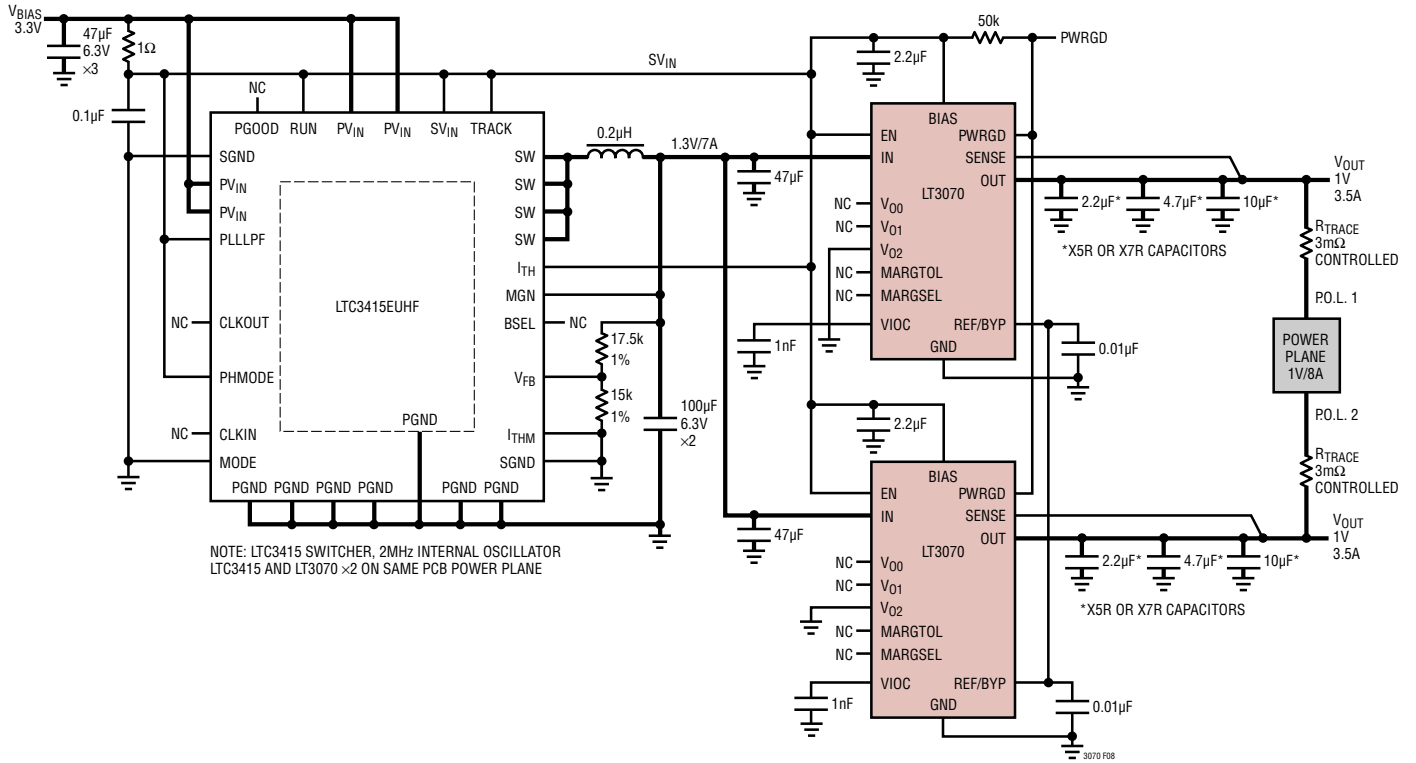 VBIAS
3.3V
47µF
6.3V
×3
1Ω
0.1µF
NC
PGOOD RUN PVIN PVIN SVIN TRACK
SGND
PVIN
PVIN
PLLLPF
NC CLKOUT
PHMODE
NC CLKIN
MODE
LTC3415EUHF
PGND
PGND PGND PGND PGND PGND PGND
SW
SW
SW
SW
ITH
MGN
BSEL NC
VFB
ITHM
SGND
NOTE: LTC3415 SWITCHER, 2MHz INTERNAL OSCILLATOR
LTC3415 AND LT3070 ×2 ON SAME PCB POWER PLANE
SVIN
0.2µH
1.3V/7A
17.5k
1%
15k
1%
100µF
6.3V
×2
47µF
2.2µF
50k
PWRGD
BIAS
EN
IN
PWRGD
SENSE
OUT
LT3070
NC VO0
NC VO1
VO2
NC MARGTOL
NC MARGSEL
VIOC
REF/BYP
GND
1nF
0.01µF
2.2µF* 4.7µF* 10µF*
*X5R OR X7R CAPACITORS
VOUT
1V
3.5A
RTRACE
3mΩ
CONTROLLED
P.O.L. 1
POWER
PLANE
1V/8A
P.O.L. 2
RTRACE
3mΩ
CONTROLLED
VOUT
1V
3.5A
2.2µF
47µF
BIAS
EN
IN
PWRGD
SENSE
OUT
LT3070
NC VO0
NC VO1
VO2
NC MARGTOL
NC MARGSEL
VIOC
REF/BYP
GND
1nF
0.01µF
2.2µF* 4.7µF* 10µF*
*X5R OR X7R CAPACITORS
3070 F08